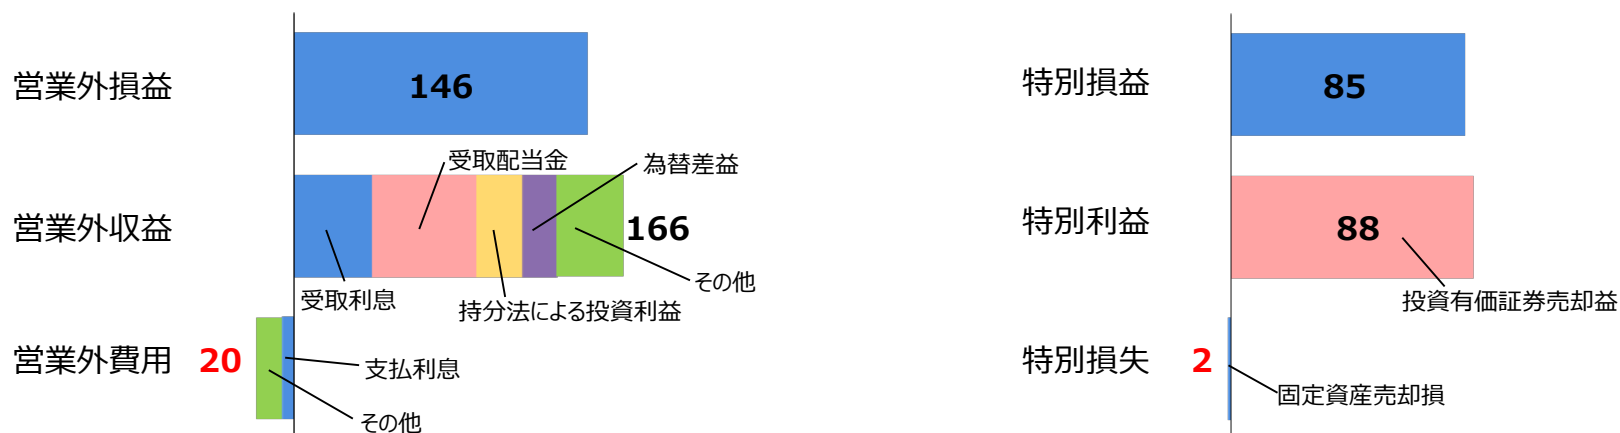 営業外損益
146
受取配当金
為替差益
営業外収益
166
その他
受取利息
持分法による投資利益
営業外費用
20
支払利息
その他
特別損益
85
特別利益
88
投資有価証券売却益
特別損失
2
固定資産売却損